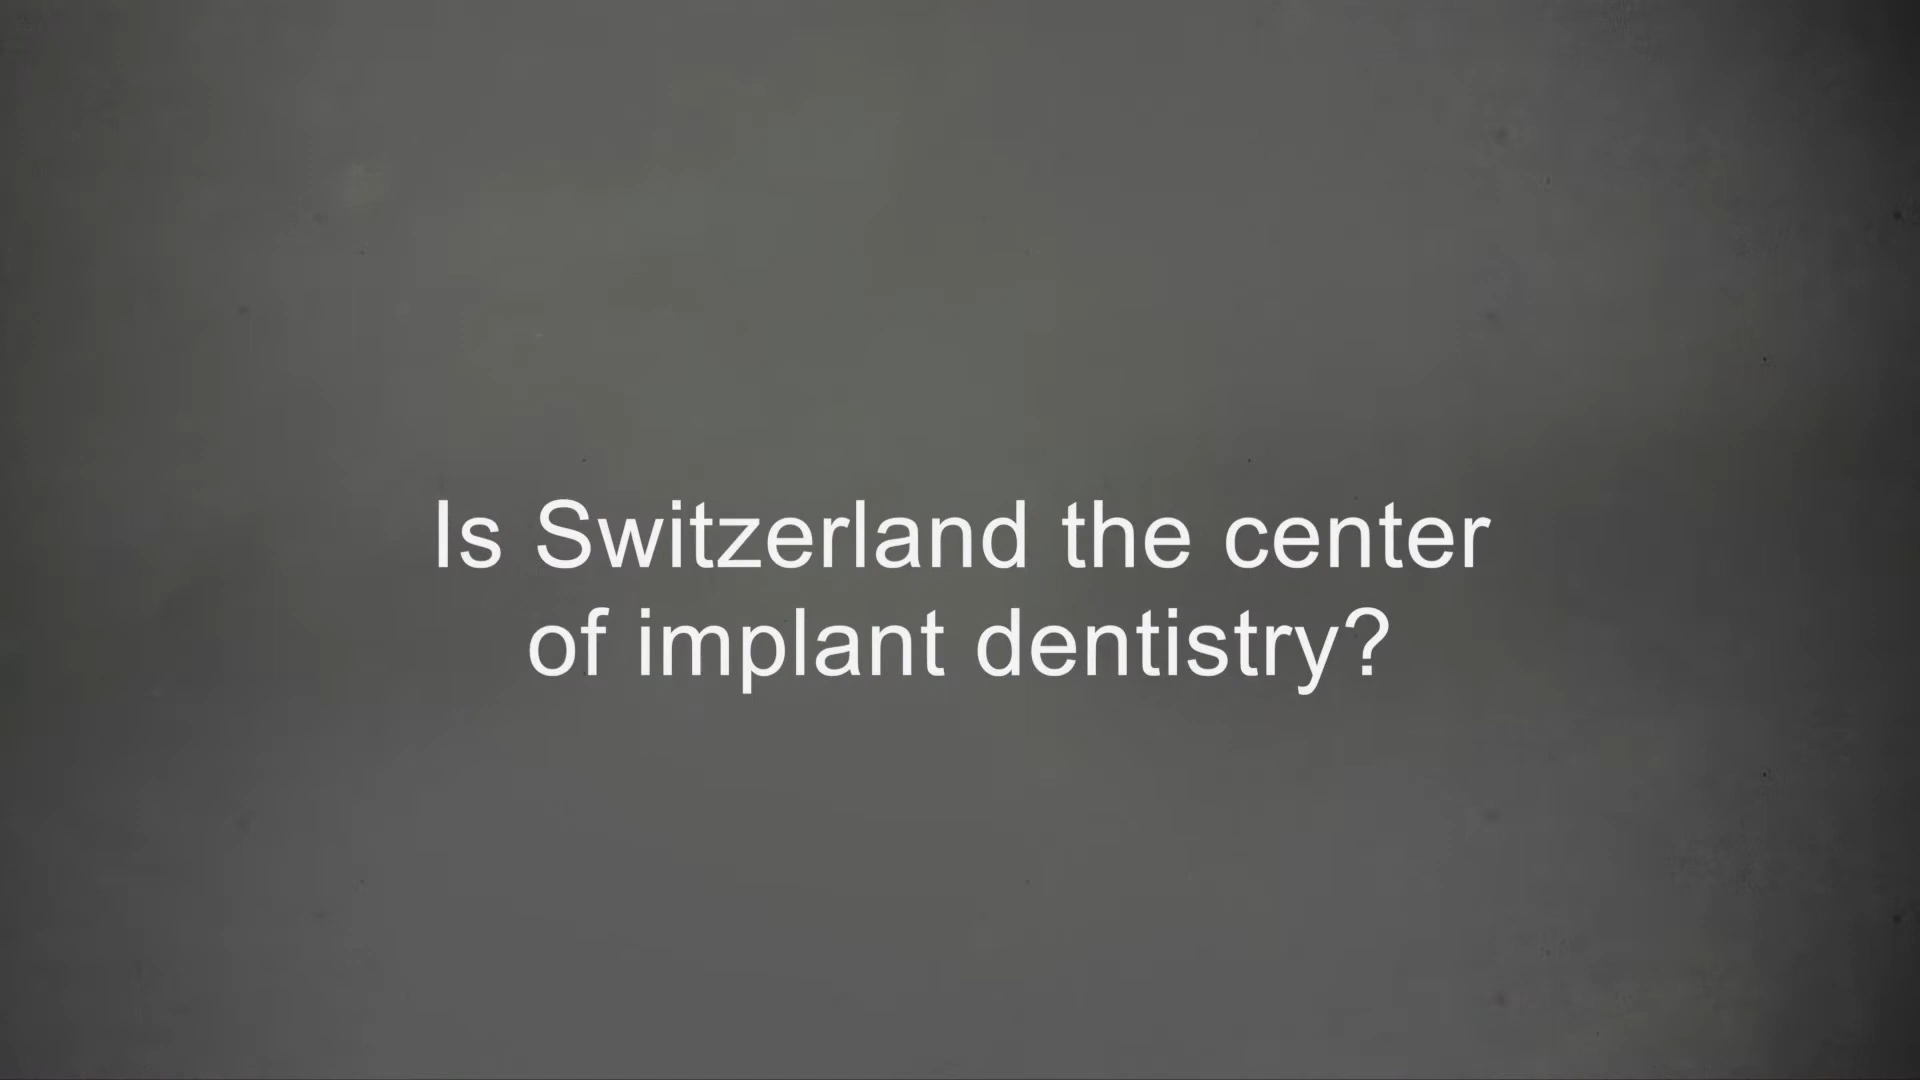 Is Switzerland the center
of implant dentistry?